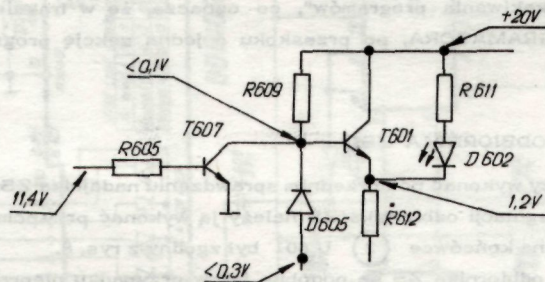 +20V
<0,1V
R609
R611
T607
T601
R605
D602
11,4V
D605
R612
1,2V
<0,3V